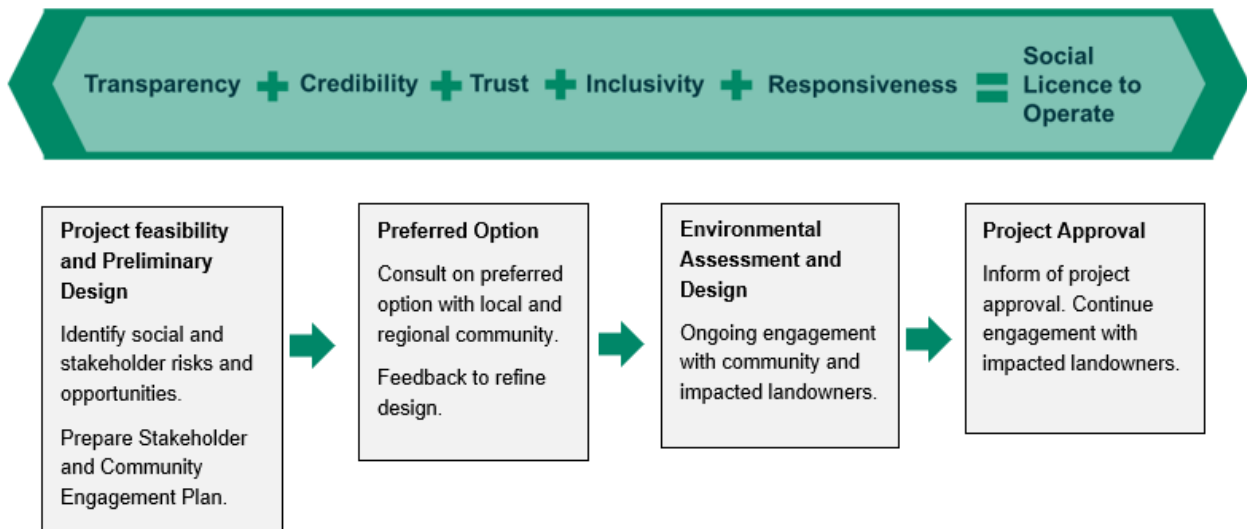 Transparency + Credibility + Trust + Inclusivity + Responsiveness = Social
Licence to
Operate
Project feasibility
and Preliminary
Design
Identify social and
stakeholder risks and
opportunities.
Prepare Stakeholder
and Community
Engagement Plan.
Preferred Option
Consult on preferred
option with local and
regional community.
Feedback to refine
design.
Environmental
Assessment and
Design
Ongoing engagement
with community and
impacted landowners.
Project Approval
Inform of project
approval. Continue
engagement with
impacted landowners.